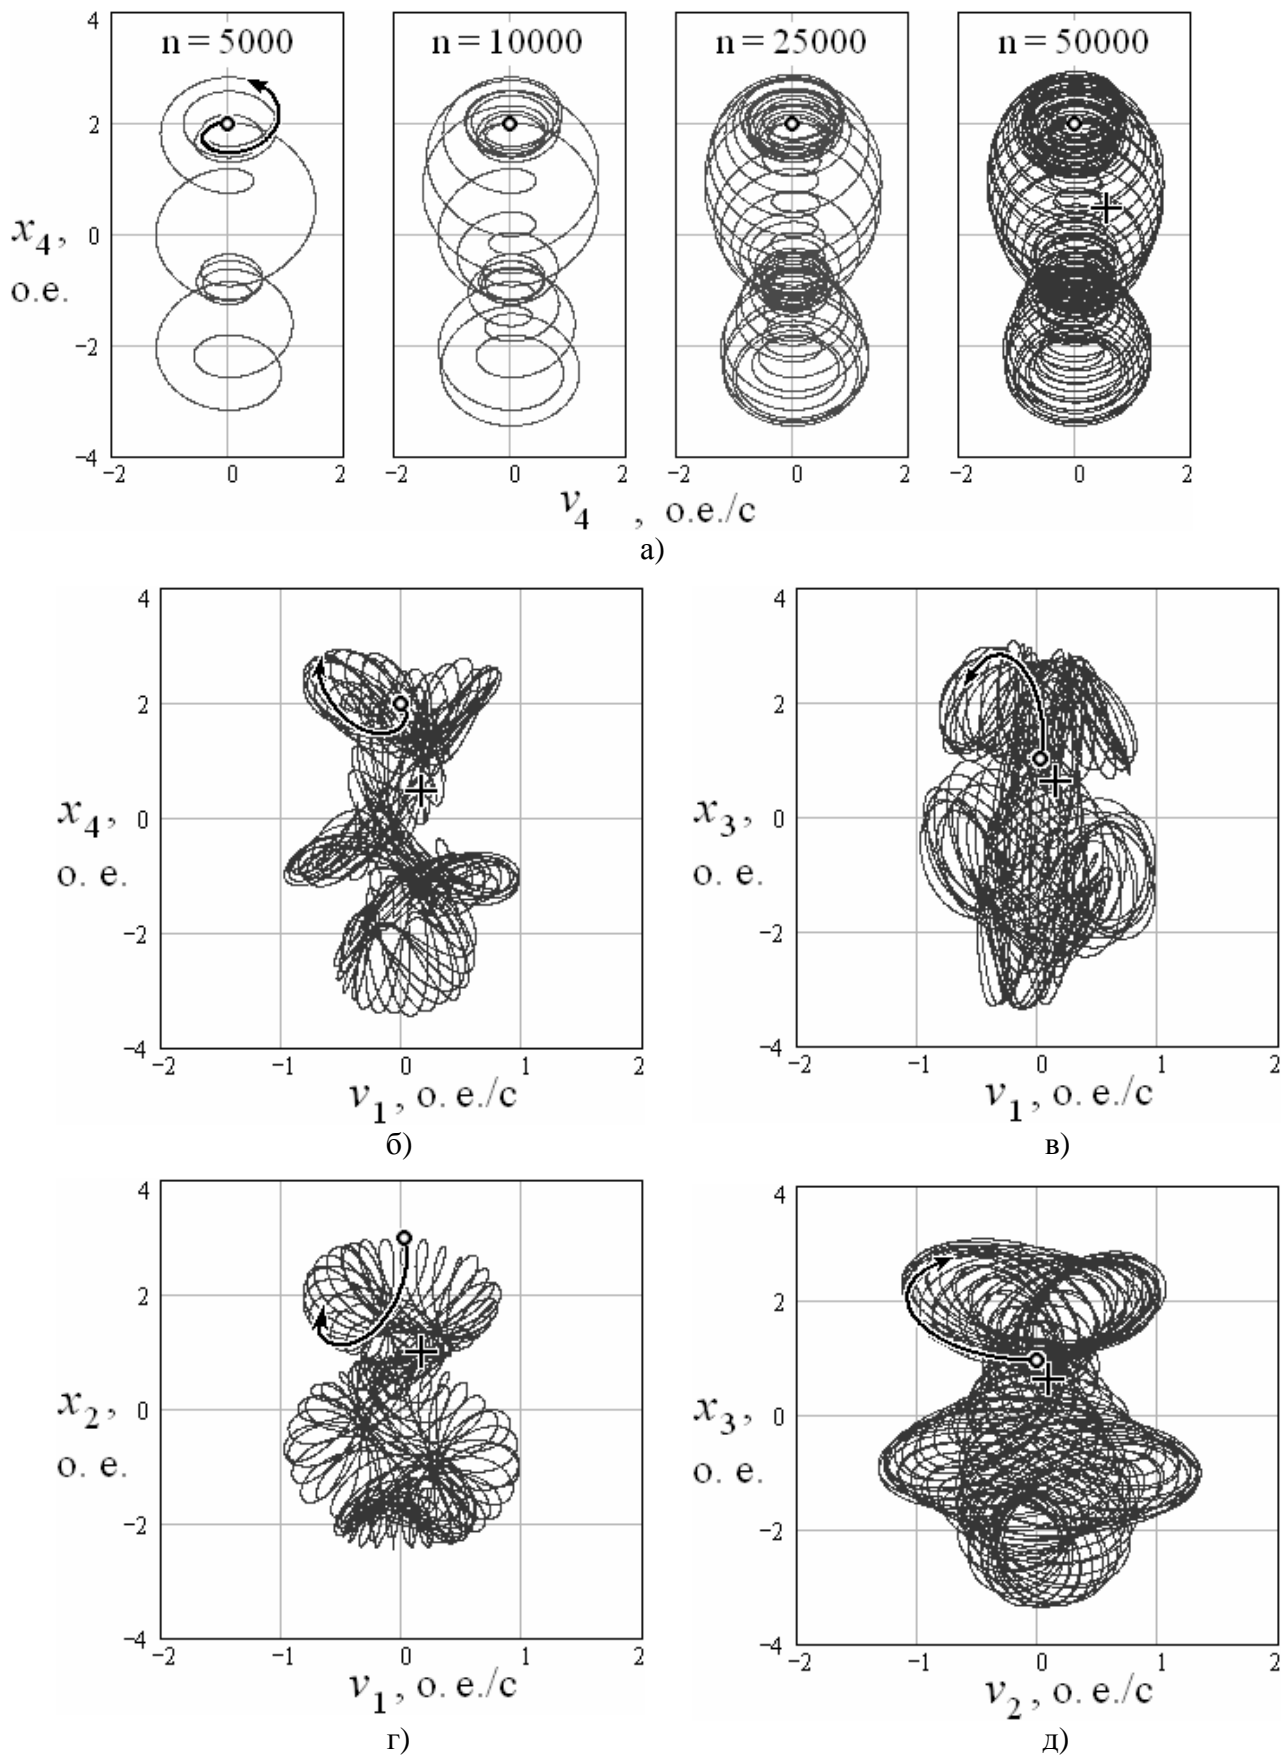 n = 5000 n = 10000 n = 25000 n = 50000
4
2
x4, 0
о.е.
−2
−4
−2 0 2 −2 0 2 −2 0 2 −2 0 2
v4 , о.е./с
а)
4 4
2 2
x4, 0 x3, 0
о. е. о. е.
−2 −2
−4 −4
−2 −1 0 1 2 −2 −1 0 1 2
v1, о. е./с v1, о. е./с
б) в)
4 4
2 2
x2, 0 x3, 0
о. е. о. е.
−2 −2
−4 −4
−2 −1 0 1 2 −2 −1 0 1 2
v1, о. е./с v2, о. е./с
г) д)